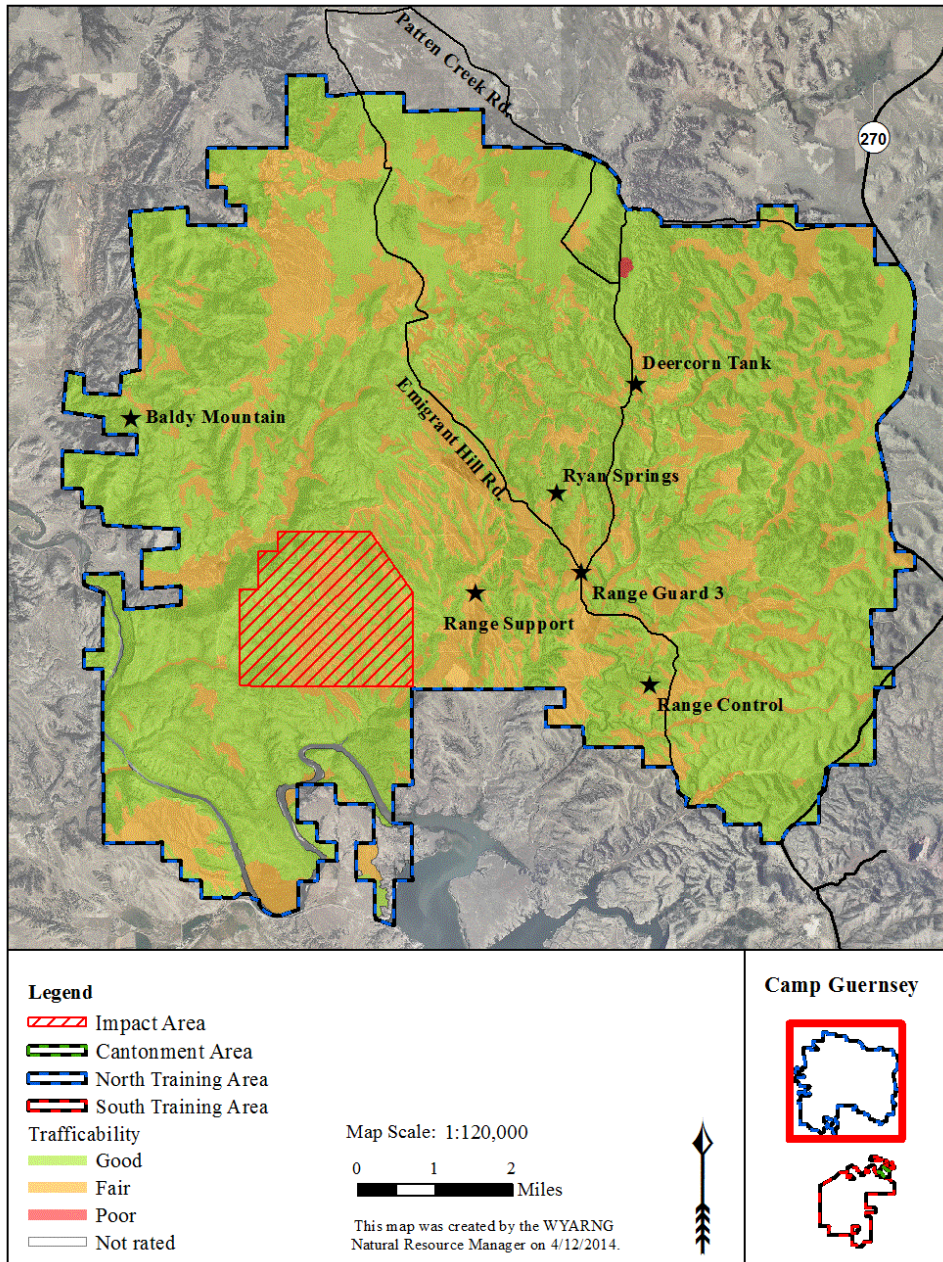 Patten Creek Rd.
270
Deercorn Tank
Baldy Mountain
Emigrant Hill Rd.
Ryan Springs
Range Guard 3
Range Support
Range Control
Legend
Impact Area
Cantonment Area
North Training Area
South Training Area
Trafficability
Good
Fair
Poor
Not rated
Map Scale: 1:120,000
0 1 2
Miles
This map was created by the WYARNG
Natural Resource Manager on 4/12/2014.
Camp Guernsey